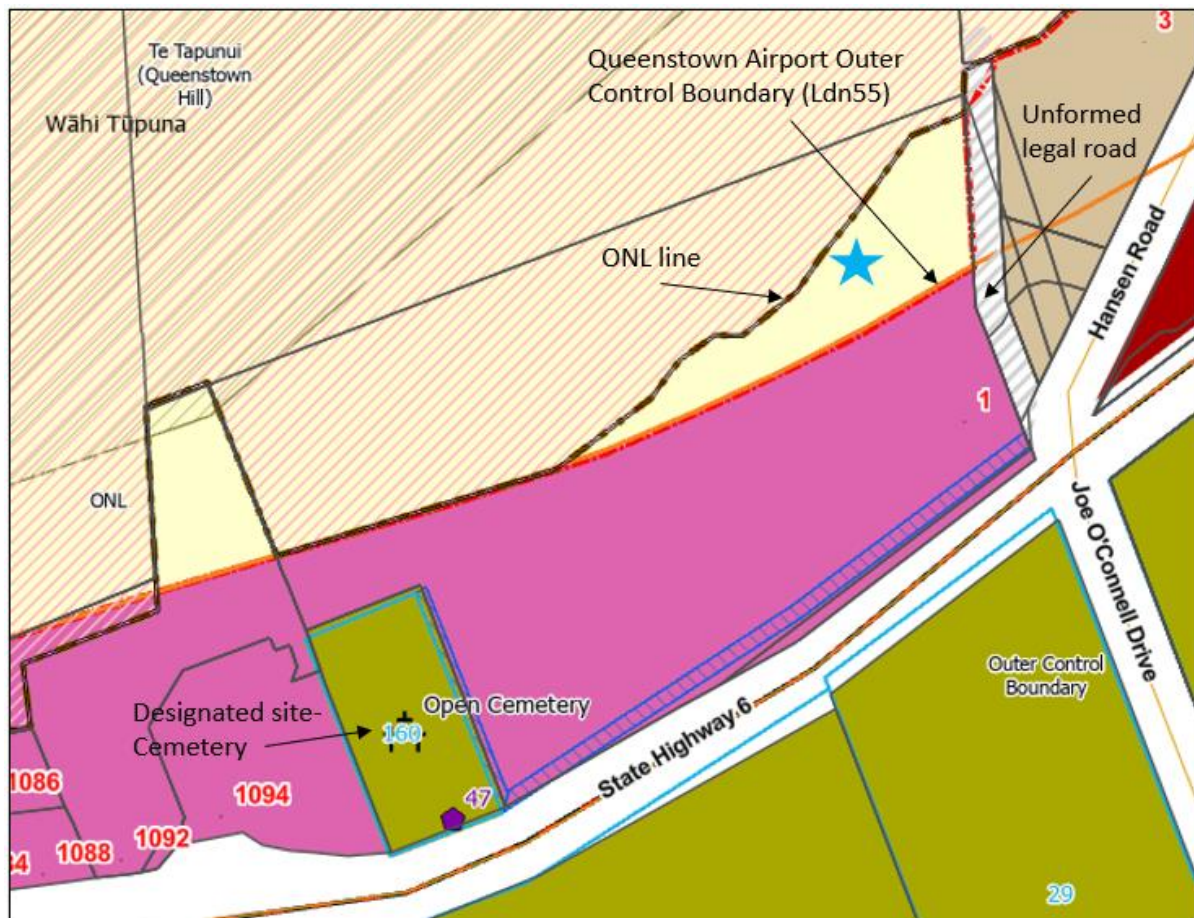 3
Te Tapunui
(Queenstown
Hill)
Wāhi Tūpuna
Queenstown Airport Outer
Control Boundary (Ldn55)
Unformed
legal road
ONL line
Hansen Road
1
ONL
Joe O'Connell Drive
Outer Control
Boundary
Designated site-
Cemetery
Open Cemetery
160
State Highway 6
1086
1094
47
1092
1088
29